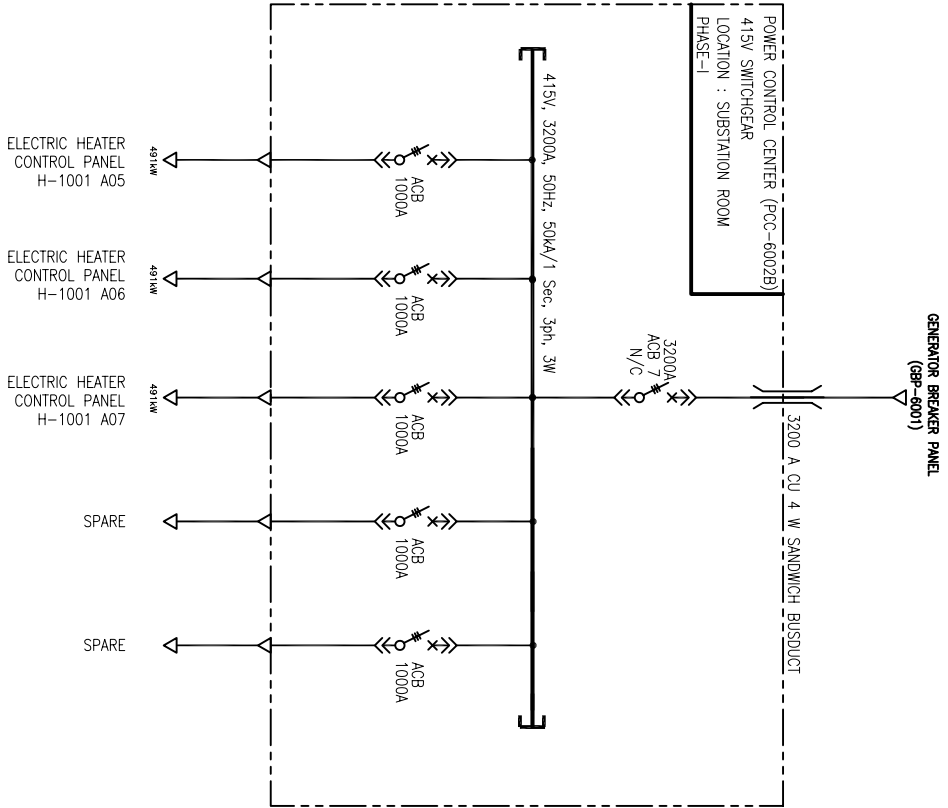 POWER CONTROL CENTER (PCC-6002B)
415V SWITCHGEAR
LOCATION : SUBSTATION ROOM
PHASE-I
GENERATOR BREAKER PANEL
(GBP-6001)
3200 A CU 4 W SANDWICH BUSDUCT
3200A
ACB 7
N/C
415V, 3200A, 50Hz, 50kA/1 Sec, 3ph, 3W
ACB
1000A
ACB
1000A
ACB
1000A
ACB
1000A
ACB
1000A
491kW
ELECTRIC HEATER
CONTROL PANEL
H-1001 A05
491kW
ELECTRIC HEATER
CONTROL PANEL
H-1001 A06
491kW
ELECTRIC HEATER
CONTROL PANEL
H-1001 A07
SPARE
SPARE